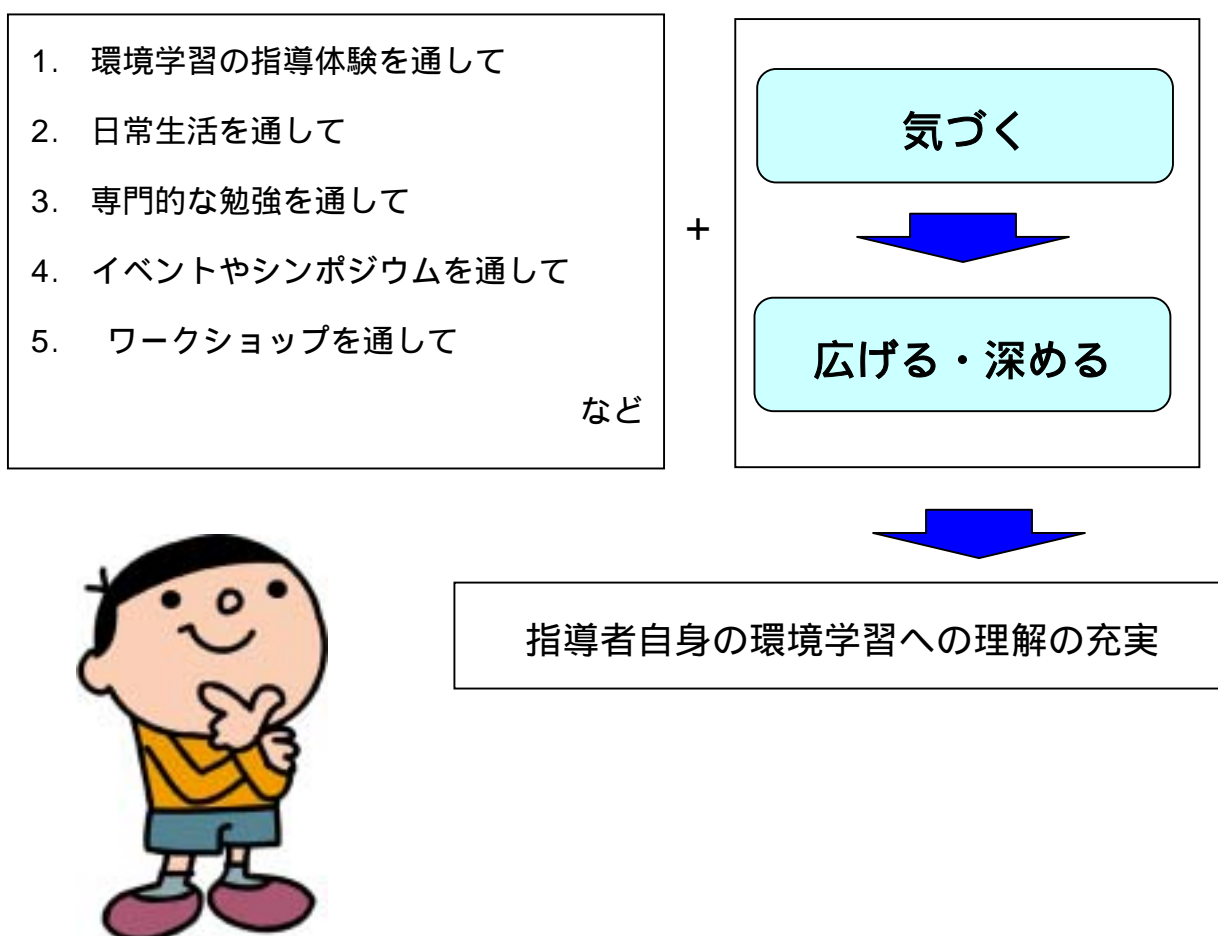 1. 環境学習の指導体験を通して
2. 日常生活を通して
3. 専門的な勉強を通して
4. イベントやシンポジウムを通して
5. ワークショップを通して
など
+
気づく
広げる・深める
指導者自身の環境学習への理解の充実